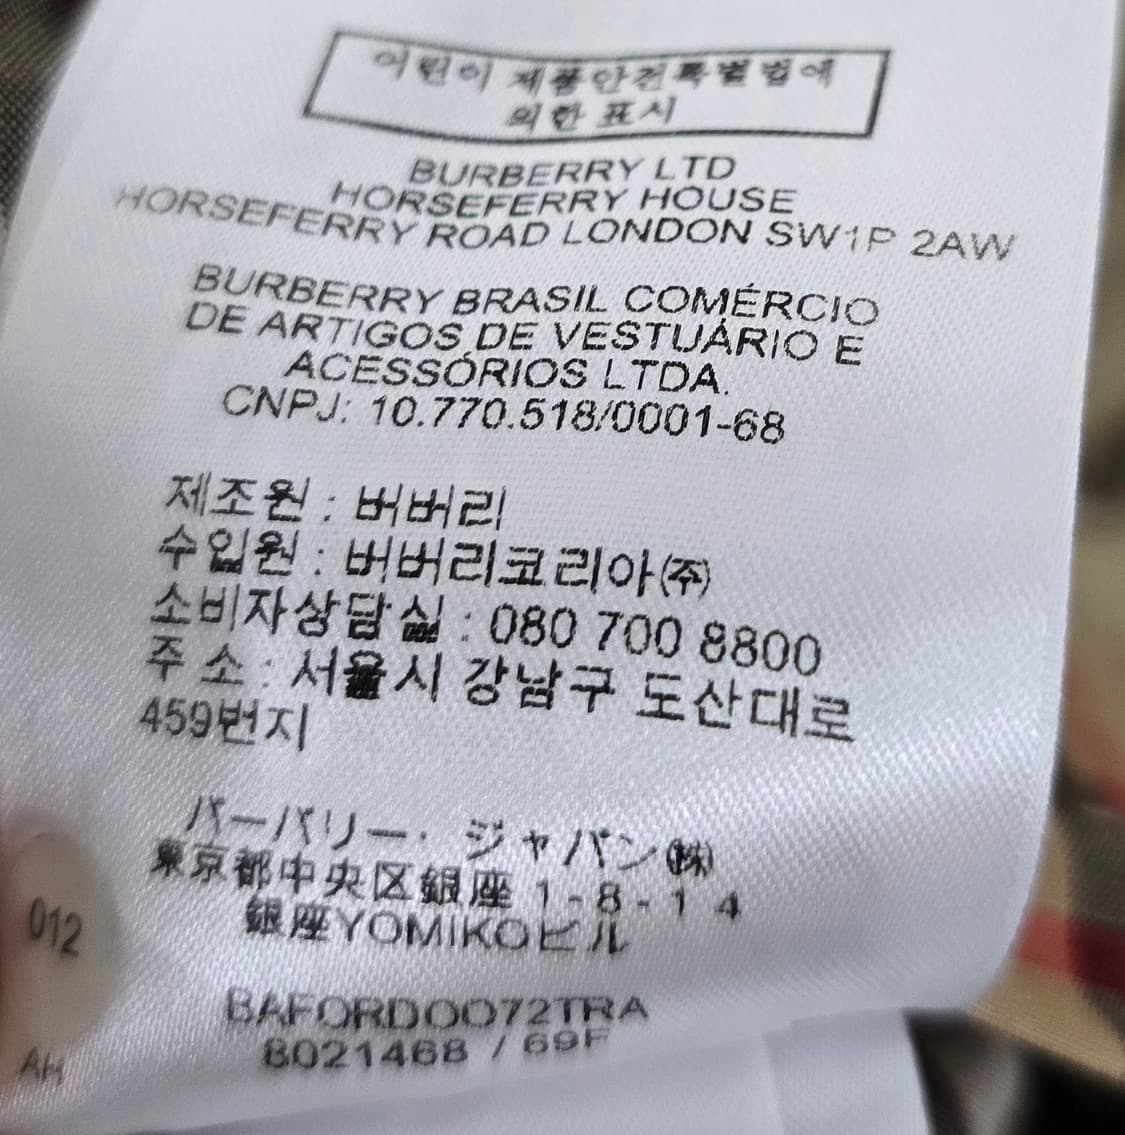 어린이 제품안전특별법에
의한 표시
BURBERRY LTD
HORSEFERRY HOUSE
HORSEFERRY ROAD LONDON SW1P 2AW
BURBERRY BRASIL COMÉRCIO
DE ARTIGOS DE VESTUÁRIO E
ACESSÓRIOS LTDA.
CNPJ: 10.770.518/0001-68
제조원 : 버버리
수입원 : 버버리코리아(주)
소비자상담실 : 080 700 8800
주 소 : 서울시 강남구 도산대로
459번지
バーバリー・ジャパン(株)
東京都中央区銀座 1-8-14
銀座YOMIKOビル
BAFORDOO72TRA
8021468 / 69F
012
AH